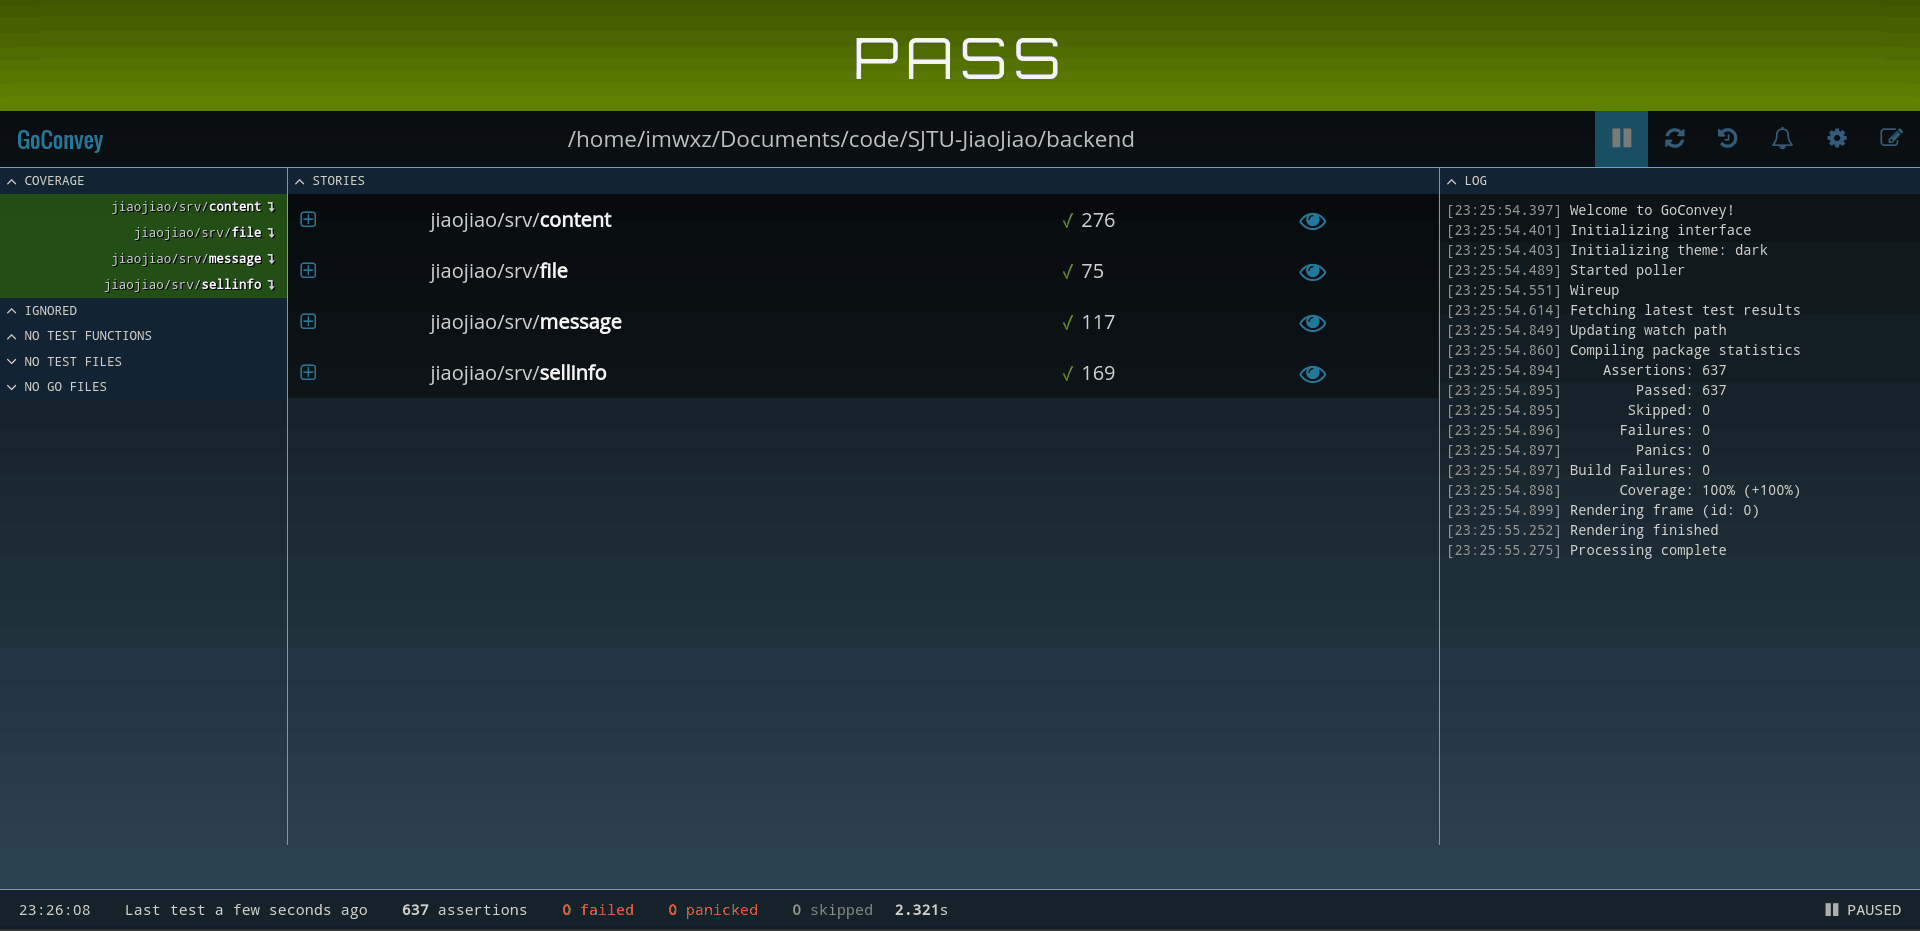 PASS
GoConvey
/home/imwxz/Documents/code/SJTU-JiaoJiao/backend
COVERAGE
jiaojiao/srv/content
jiaojiao/srv/file
jiaojiao/srv/message
jiaojiao/srv/sellinfo
IGNORED
NO TEST FUNCTIONS
NO TEST FILES
NO GO FILES
STORIES
jiaojiao/srv/content ✓ 276
jiaojiao/srv/file ✓ 75
jiaojiao/srv/message ✓ 117
jiaojiao/srv/sellinfo ✓ 169
LOG
[23:25:54.397] Welcome to GoConvey!
[23:25:54.401] Initializing interface
[23:25:54.403] Initializing theme: dark
[23:25:54.489] Started poller
[23:25:54.551] Wireup
[23:25:54.614] Fetching latest test results
[23:25:54.849] Updating watch path
[23:25:54.860] Compiling package statistics
[23:25:54.894] Assertions: 637
[23:25:54.895] Passed: 637
[23:25:54.895] Skipped: 0
[23:25:54.896] Failures: 0
[23:25:54.897] Panics: 0
[23:25:54.897] Build Failures: 0
[23:25:54.898] Coverage: 100% (+100%)
[23:25:54.899] Rendering frame (id: 0)
[23:25:55.252] Rendering finished
[23:25:55.275] Processing complete
23:26:08 Last test a few seconds ago 637 assertions 0 failed 0 panicked 0 skipped 2.321s PAUSED